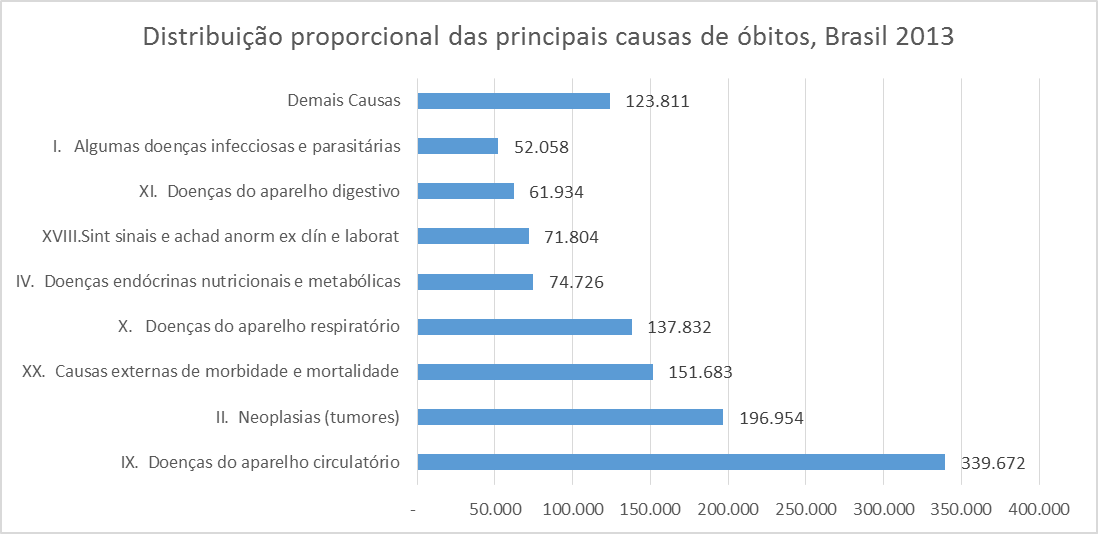 Distribuição proporcional das principais causas de óbitos, Brasil 2013
Demais Causas 123.811
I. Algumas doenças infecciosas e parasitárias 52.058
XI. Doenças do aparelho digestivo 61.934
XVIII.Sint sinais e achad anorm ex clín e laborat 71.804
IV. Doenças endócrinas nutricionais e metabólicas 74.726
X. Doenças do aparelho respiratório 137.832
XX. Causas externas de morbidade e mortalidade 151.683
II. Neoplasias (tumores) 196.954
IX. Doenças do aparelho circulatório 339.672
- 50.000 100.000 150.000 200.000 250.000 300.000 350.000 400.000